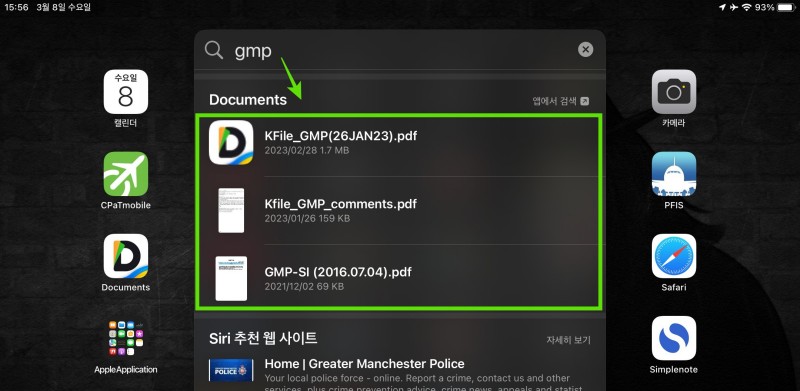 15:56 3월 8일 수요일
93%
gmp
수요일
8
캘린더
카메라
Documents
앱에서 검색
KFile_GMP(26JAN23).pdf
2023/02/28 1.7 MB
CPaTmobile
PFIS
Kfile_GMP_comments.pdf
2023/01/26 159 KB
Documents
Safari
GMP-SI (2016.07.04).pdf
2021/12/02 69 KB
AppleApplication
Simplenote
Siri 추천 웹 사이트
자세히 보기
POLICE
Home | Greater Manchester Police
Your local police force - online. Report a crime, contact us and other
services, plus crime prevention advice, crime news, appeals and statist